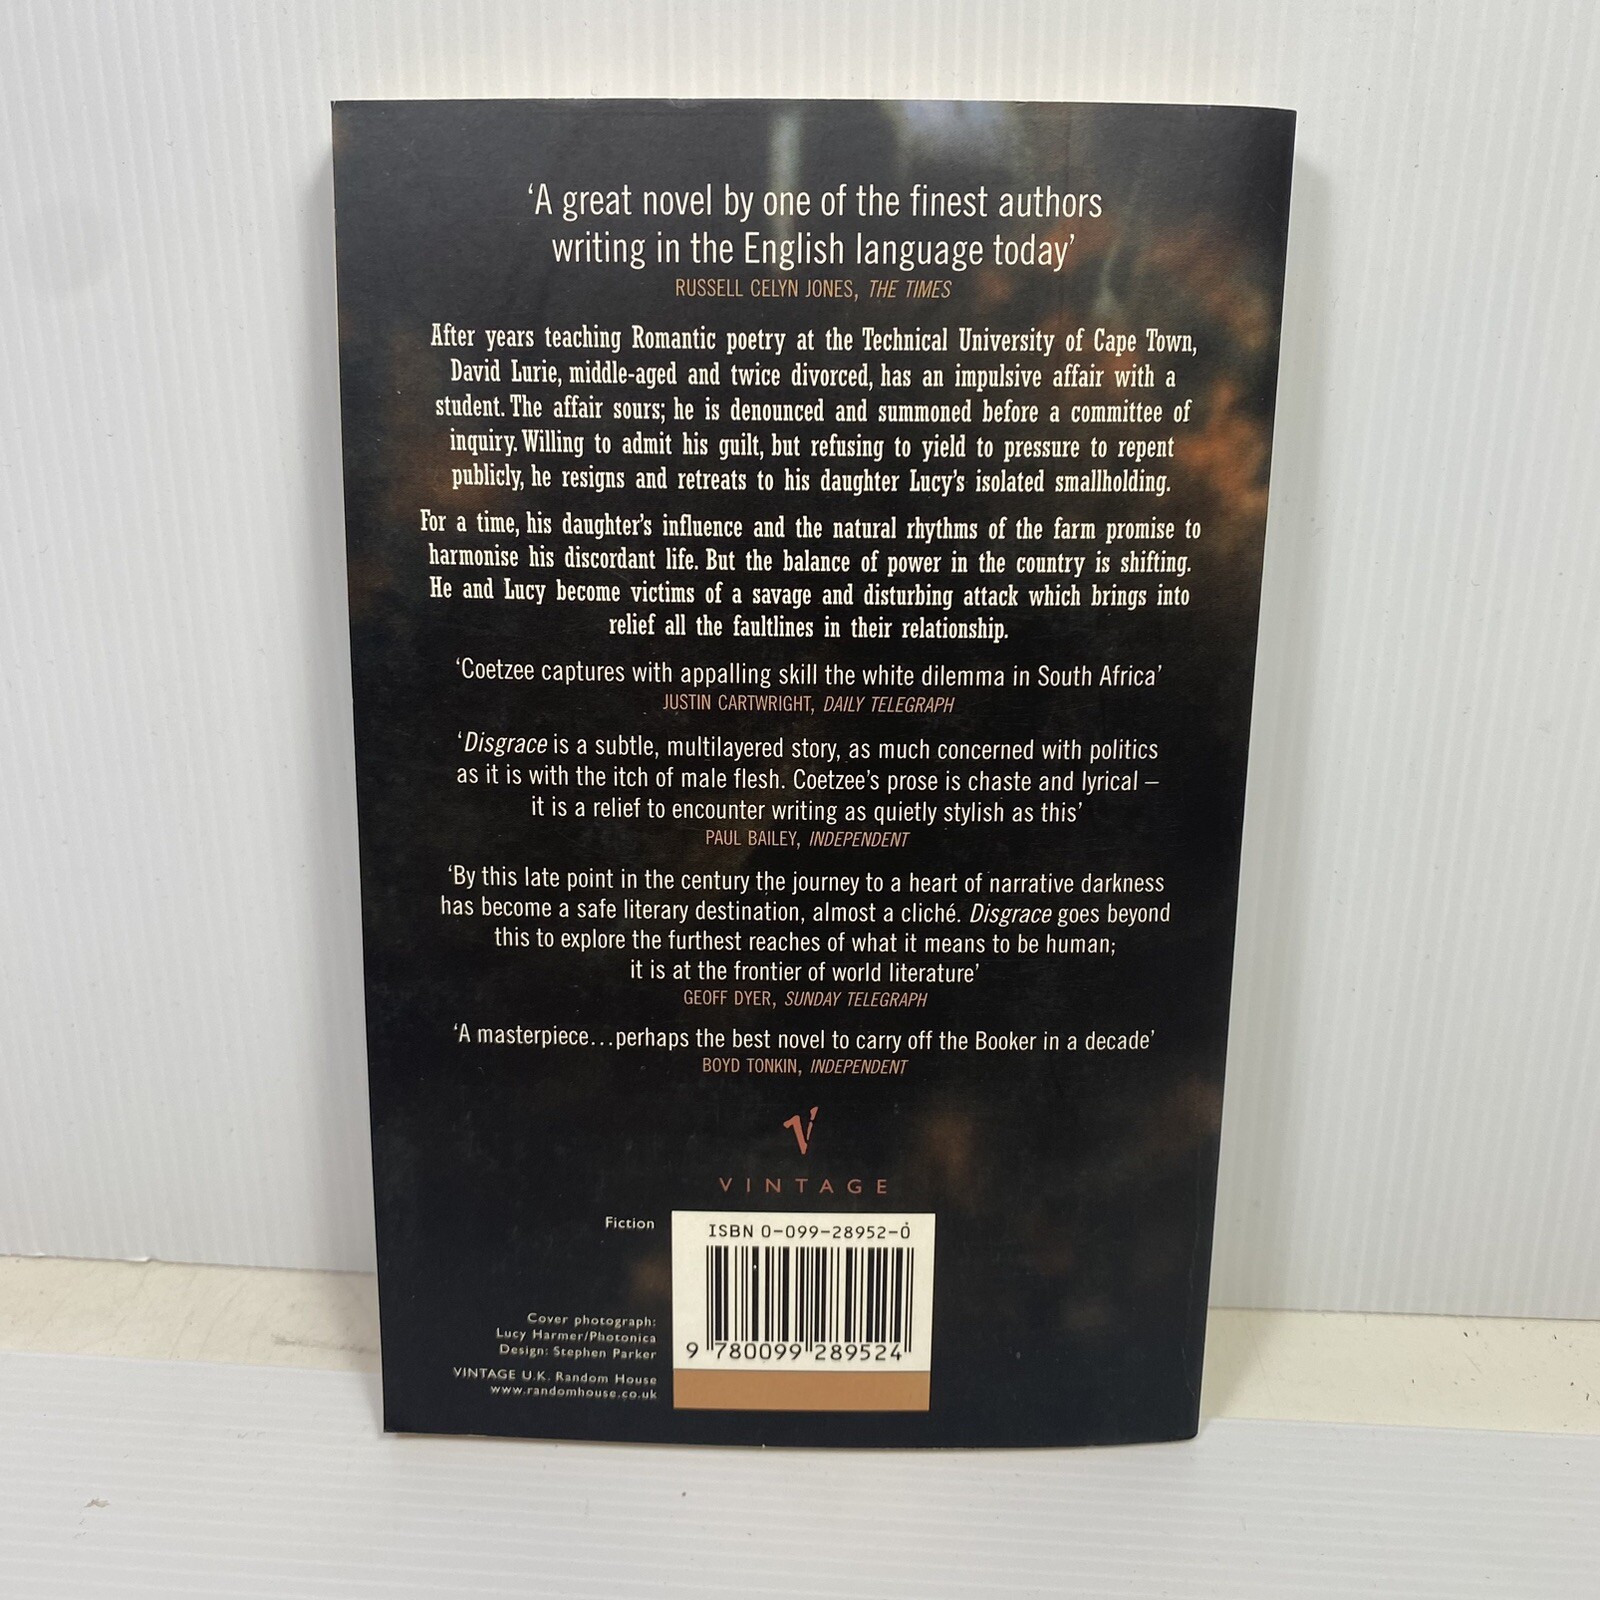 ‘A great novel by one of the finest authors
writing in the English language today’
RUSSELL CELYN JONES, THE TIMES
After years teaching Romantic poetry at the Technical University of Cape Town,
David Lurie, middle-aged and twice divorced, has an impulsive affair with a
student. The affair sours; he is denounced and summoned before a committee of
inquiry. Willing to admit his guilt, but refusing to yield to pressure to repent
publicly, he resigns and retreats to his daughter Lucy’s isolated smallholding.
For a time, his daughter’s influence and the natural rhythms of the farm promise to
harmonise his discordant life. But the balance of power in the country is shifting.
He and Lucy become victims of a savage and disturbing attack which brings into
relief all the faultlines in their relationship.
‘Coetzee captures with appalling skill the white dilemma in South Africa’
JUSTIN CARTWRIGHT, DAILY TELEGRAPH
‘Disgrace is a subtle, multilayered story, as much concerned with politics
as it is with the itch of male flesh. Coetzee’s prose is chaste and lyrical –
it is a relief to encounter writing as quietly stylish as this’
PAUL BAILEY, INDEPENDENT
‘By this late point in the century the journey to a heart of narrative darkness
has become a safe literary destination, almost a cliché. Disgrace goes beyond
this to explore the furthest reaches of what it means to be human;
it is at the frontier of world literature’
GEOFF DYER, SUNDAY TELEGRAPH
‘A masterpiece…perhaps the best novel to carry off the Booker in a decade’
BOYD TONKIN, INDEPENDENT
V
VINTAGE
Fiction
ISBN 0-099-28952-0
9 780099 289524
Cover photograph:
Lucy Harmer/Photonica
Design: Stephen Parker
VINTAGE U.K. Random House
www.randomhouse.co.uk